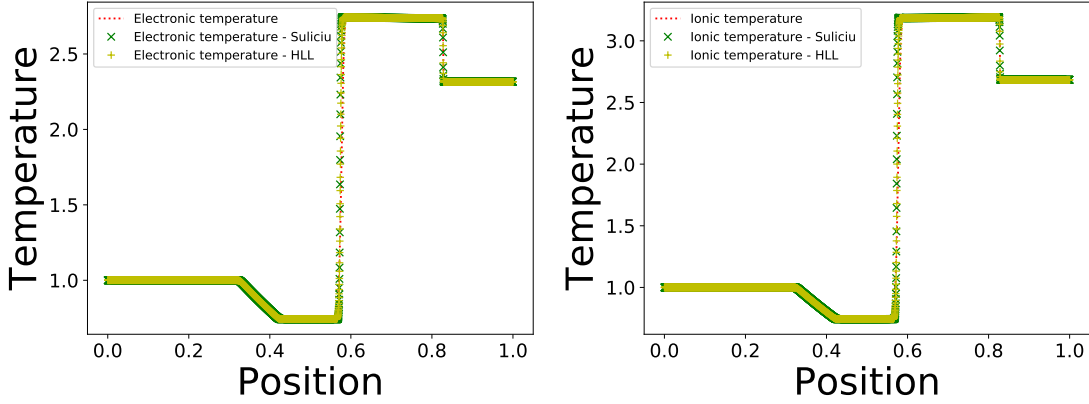 Electronic temperature
Electronic temperature - Suliciu
Electronic temperature - HLL
2.5
2.0
1.5
1.0
Temperature
0.0 0.2 0.4 0.6 0.8 1.0
Position
Ionic temperature
Ionic temperature - Suliciu
Ionic temperature - HLL
3.0
2.5
2.0
1.5
1.0
Temperature
0.0 0.2 0.4 0.6 0.8 1.0
Position